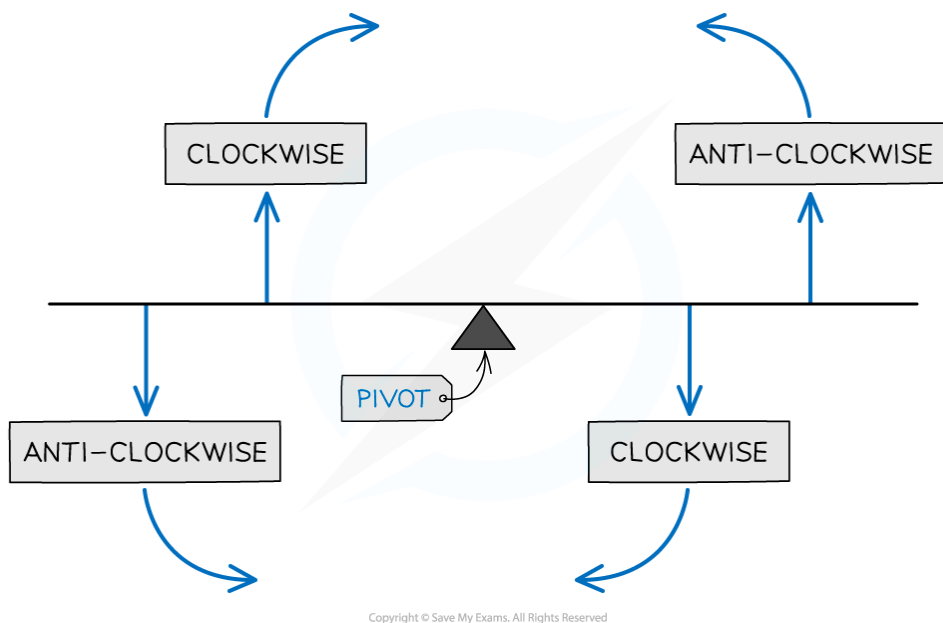 CLOCKWISE
ANTI-CLOCKWISE
PIVOT
ANTI-CLOCKWISE
CLOCKWISE
Copyright © Save My Exams. All Rights Reserved